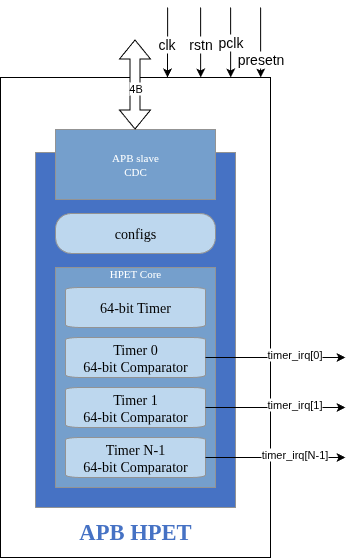 clk
rstn
pclk
presetn
4B
APB slave
CDC
configs
HPET Core
64-bit Timer
Timer 0
64-bit Comparator
timer_irq[0]
Timer 1
64-bit Comparator
timer_irq[1]
Timer N-1
64-bit Comparator
timer_irq[N-1]
APB HPET